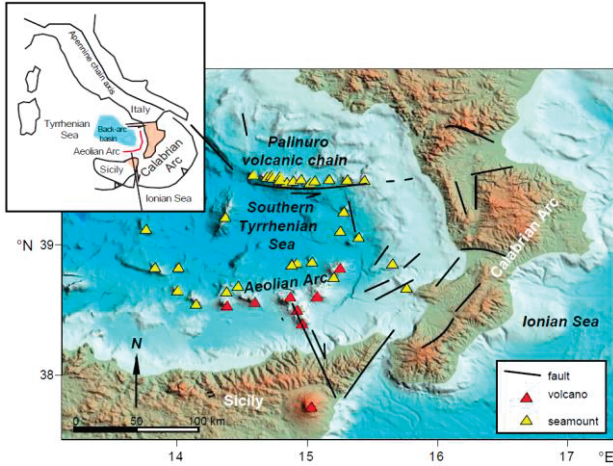 Apennine chain axis
Italy
Tyrrhenian
Sea
Back-arc
basin
Aeolian Arc
Calabrian
Arc
Sicily
Ionian Sea
Palinuro
volcanic chain
Southern
Tyrrhenian
Sea
°N 39
Aeolian Arc
Calabrian Arc
Ionian Sea
N
38
Sicily
0 50 100 km
fault
volcano
seamount
14 15 16 17 °E